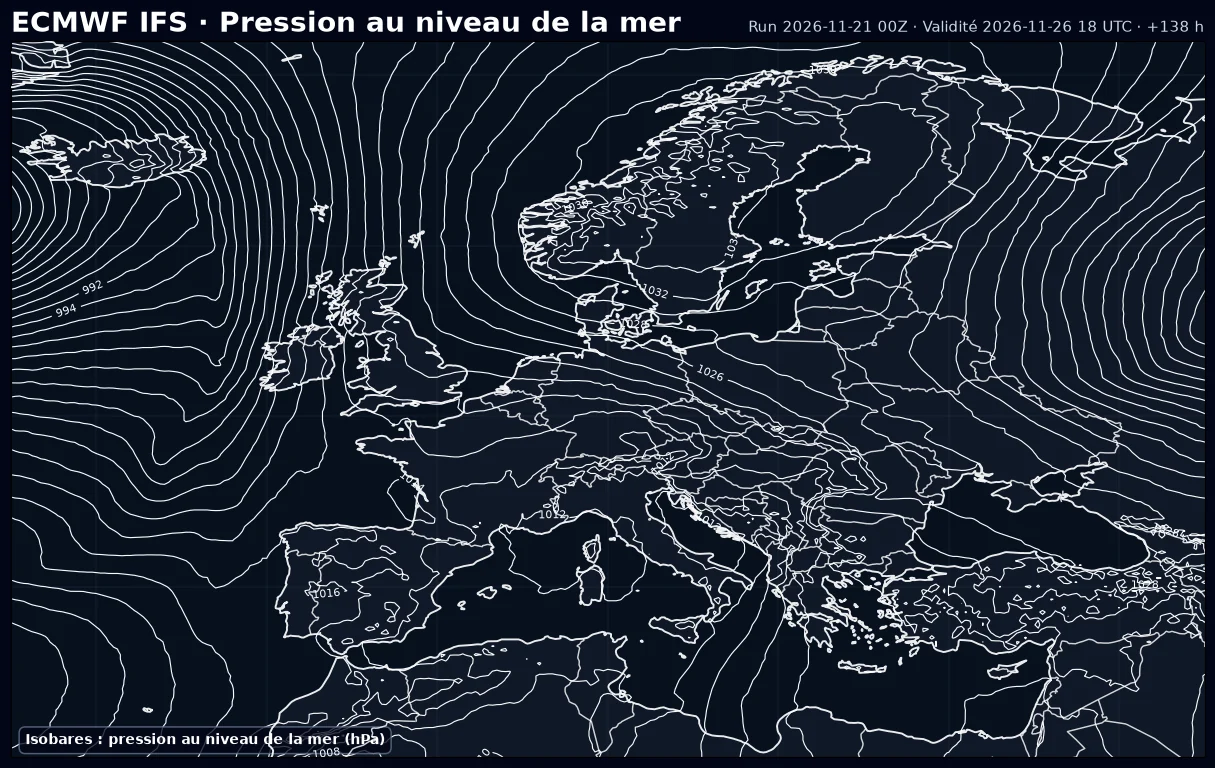 ECMWF IFS · Pression au niveau de la mer
Run 2026-11-21 00Z · Validité 2026-11-26 18 UTC · +138 h
992
994
1032
1026
1012
1016
1008
Isobares : pression au niveau de la mer (hPa)